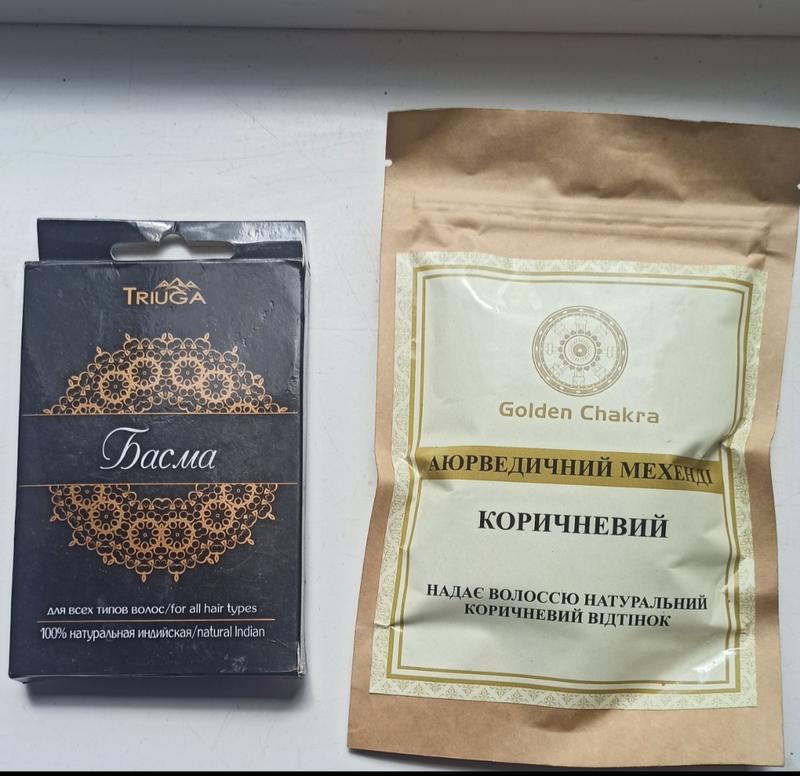 TRIUGA
Басма
для всех типов волос/for all hair types
100% натуральная индийская/natural Indian
Golden Chakra
АЮРВЕДИЧНИЙ МЕХЕНДІ
КОРИЧНЕВИЙ
НАДАЄ ВОЛОССЮ НАТУРАЛЬНИЙ
КОРИЧНЕВИЙ ВІДТІНОК